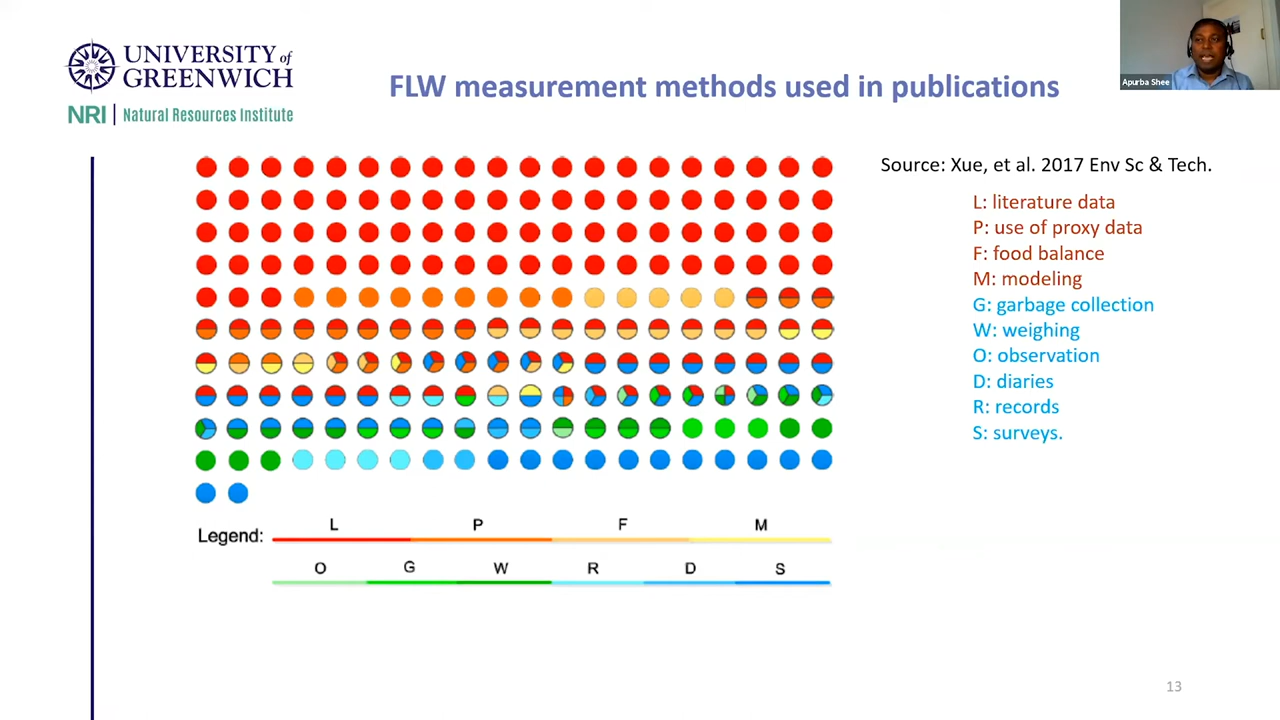 UNIVERSITY of
GREENWICH
NRI | Natural Resources Institute
FLW measurement methods used in publications
Apurba Shee
Source: Xue, et al. 2017 Env Sc & Tech.
L: literature data
P: use of proxy data
F: food balance
M: modeling
G: garbage collection
W: weighing
O: observation
D: diaries
R: records
S: surveys.
Legend:
L P F M
O G W R D S
13